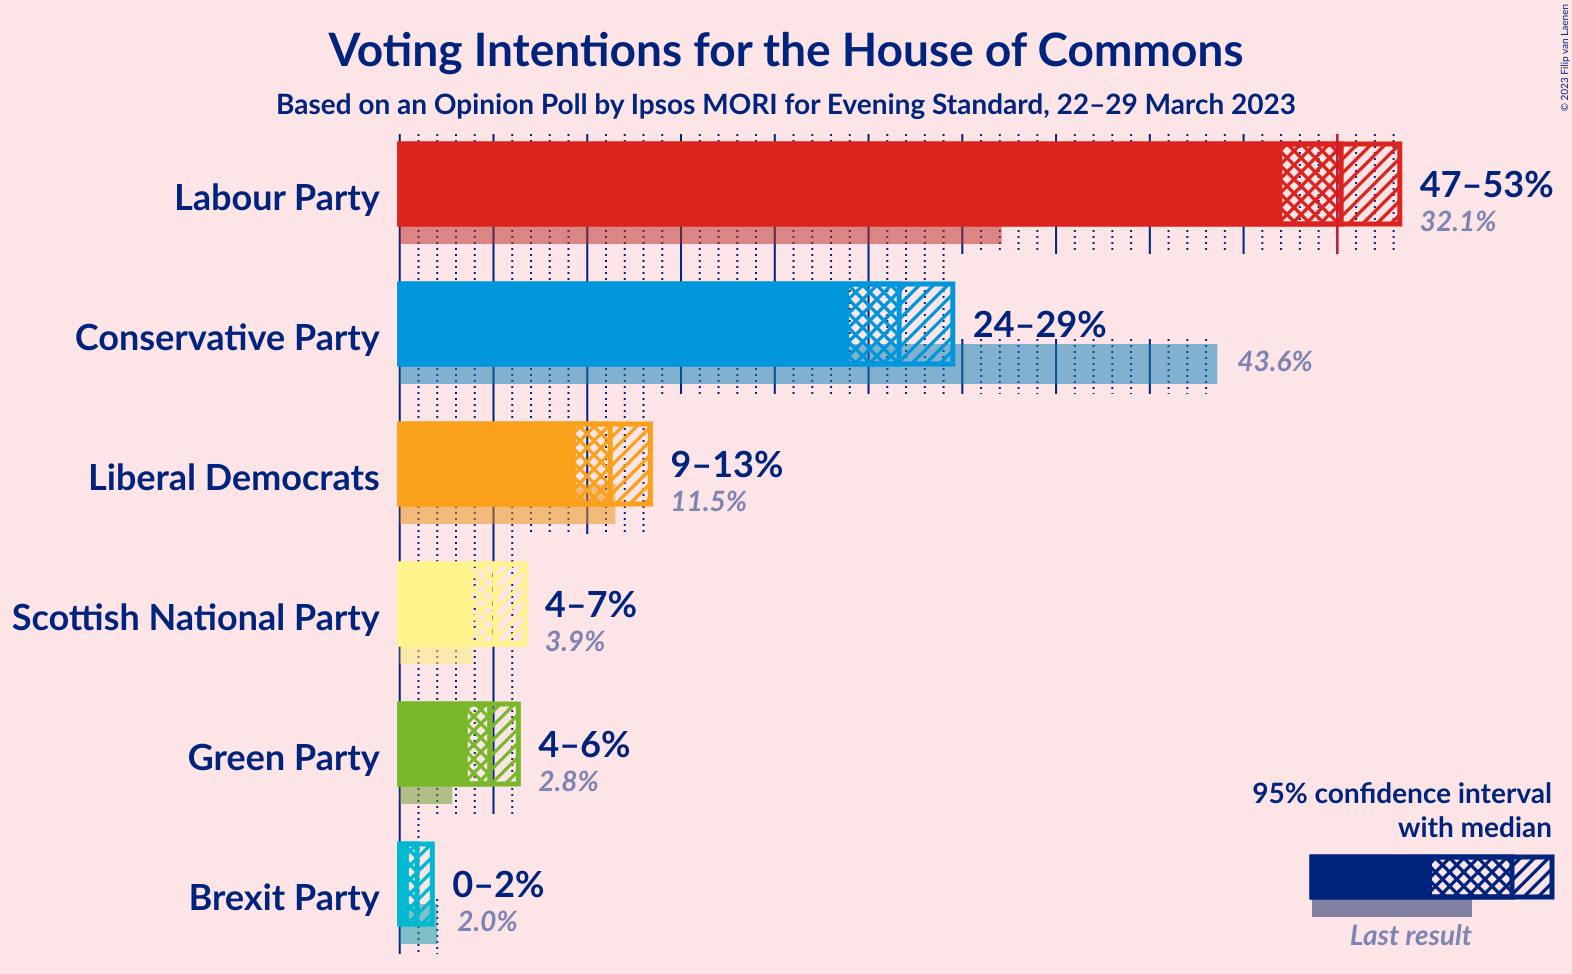 Voting Intentions for the House of Commons
Based on an Opinion Poll by Ipsos MORI for Evening Standard, 22–29 March 2023
© 2023 Filip van Laenen
Labour Party
47–53%
32.1%
Conservative Party
24–29%
43.6%
Liberal Democrats
9–13%
11.5%
Scottish National Party
4–7%
3.9%
Green Party
4–6%
2.8%
Brexit Party
0–2%
2.0%
95% confidence interval
with median
Last result